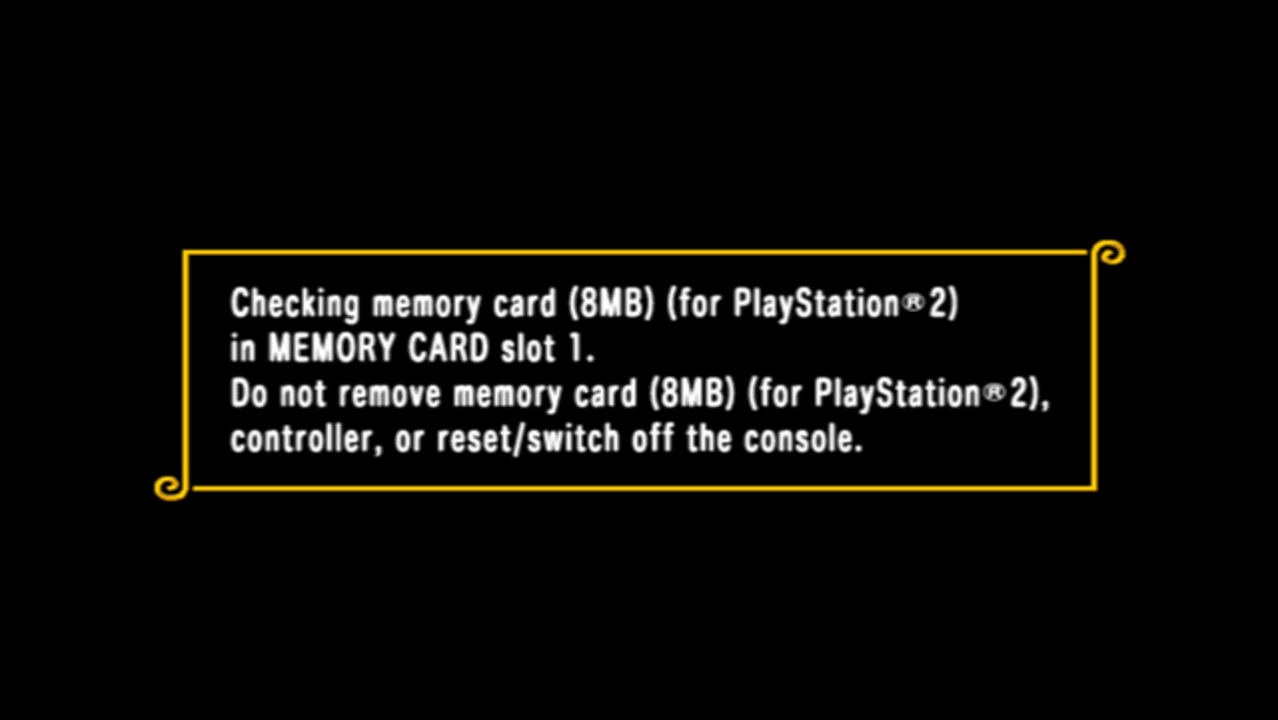 Checking memory card (8MB) (for PlayStation®2)
in MEMORY CARD slot 1.
Do not remove memory card (8MB) (for PlayStation®2),
controller, or reset/switch off the console.